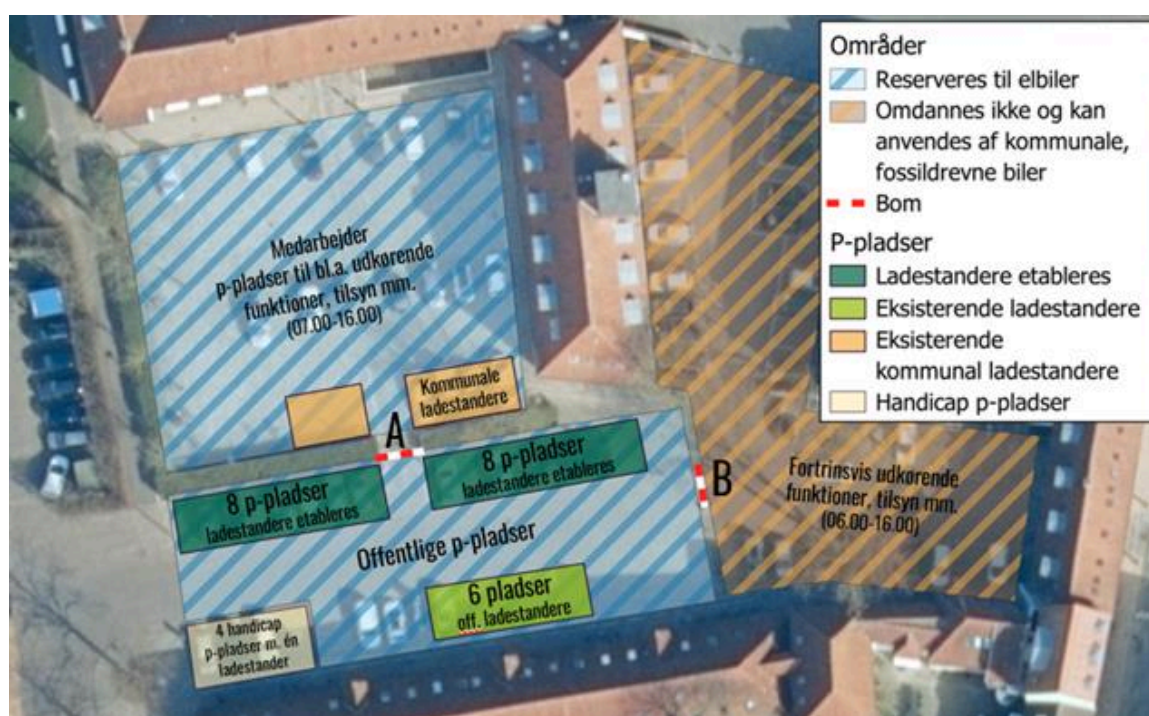 Områder
Reserveres til elbiler
Omdannes ikke og kan
anvendes af kommunale,
fossildrevne biler
Bom
P-pladser
Ladestandere etableres
Eksisterende ladestandere
Eksisterende
kommunal ladestandere
Handicap p-pladser
Medarbejder
p-pladser til bl.a. udkørende
funktioner, tilsyn mm.
(07.00-16.00)
Kommunale
ladestandere
A
8 p-pladser
ladestandere etableres
8 p-pladser
ladestandere etableres
B
Fortrinsvis udkørende
funktioner, tilsyn mm.
(06.00-16.00)
Offentlige p-pladser
6 pladser
off. ladestandere
4 handicap
p-pladser m. én
ladestander